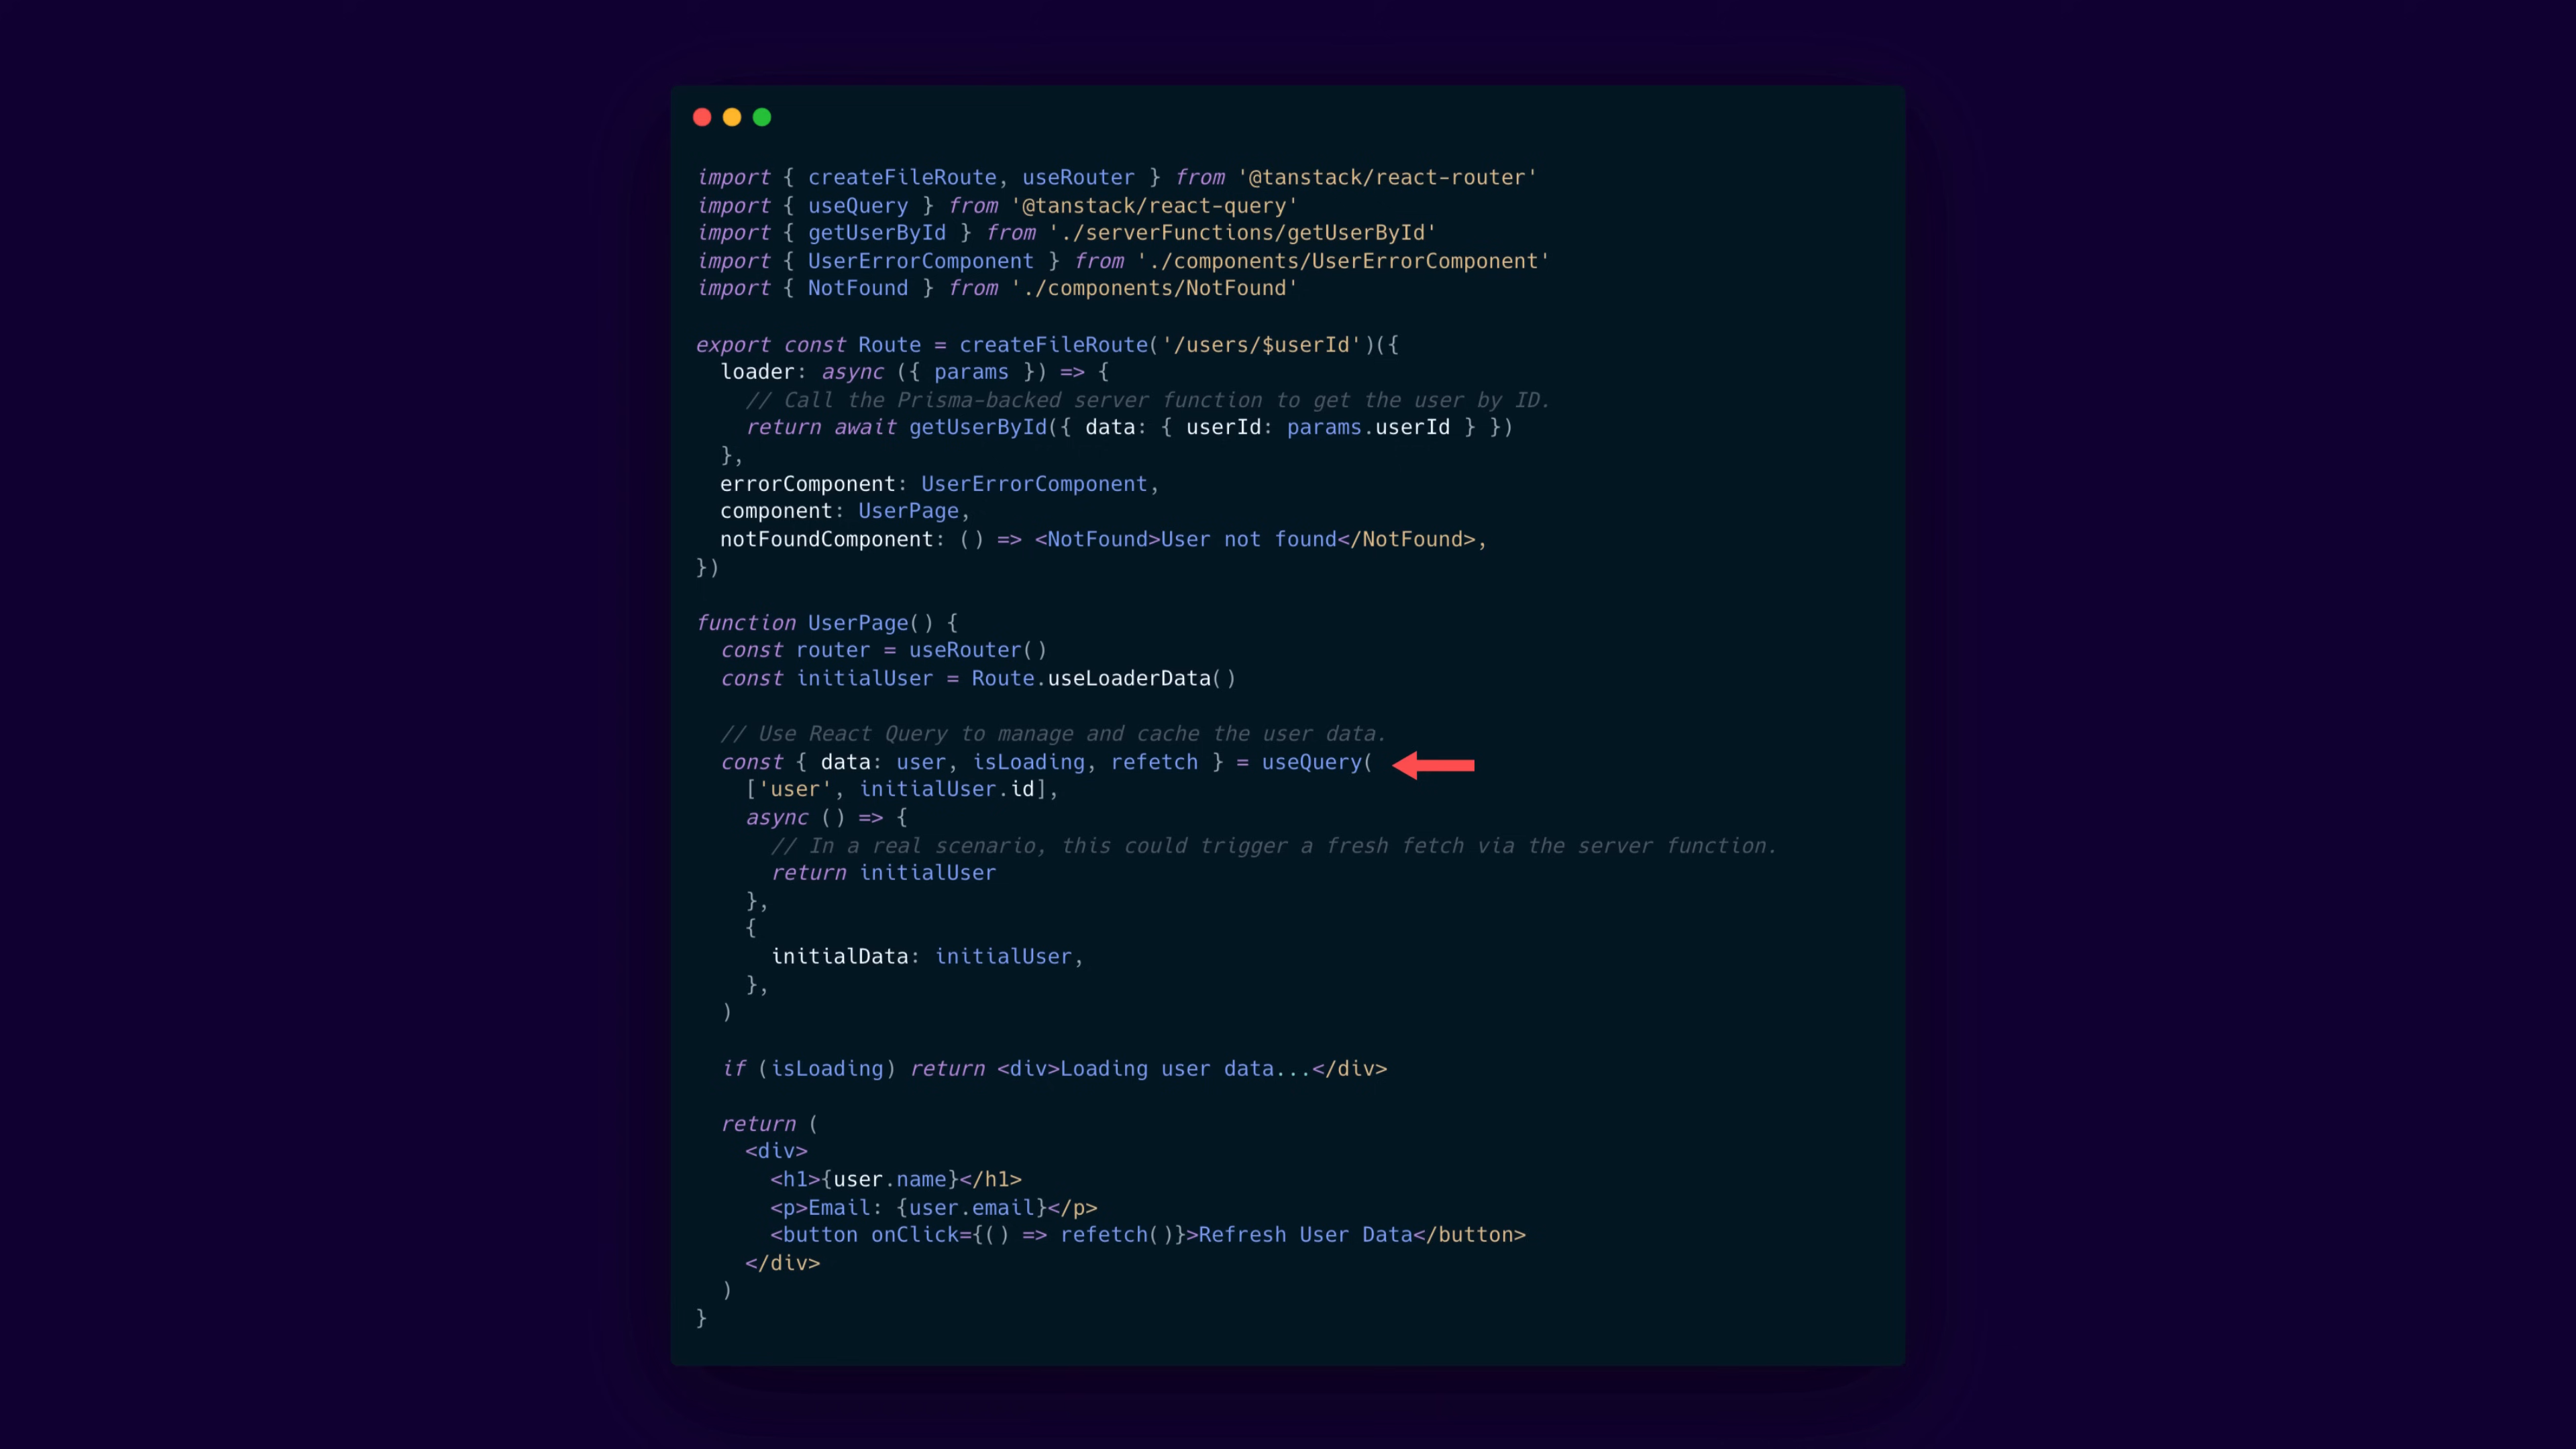 import { createFileRoute, useRouter } from '@tanstack/react-router'
import { useQuery } from '@tanstack/react-query'
import { getUserById } from './serverFunctions/getUserById'
import { UserErrorComponent } from './components/UserErrorComponent'
import { NotFound } from './components/NotFound'

export const Route = createFileRoute('/users/$userId')({
  loader: async ({ params }) => {
    // Call the Prisma-backed server function to get the user by ID.
    return await getUserById({ data: { userId: params.userId } })
  },
  errorComponent: UserErrorComponent,
  component: UserPage,
  notFoundComponent: () => <NotFound>User not found</NotFound>,
})

function UserPage() {
  const router = useRouter()
  const initialUser = Route.useLoaderData()

  // Use React Query to manage and cache the user data.
  const { data: user, isLoading, refetch } = useQuery(
    ['user', initialUser.id],
    async () => {
      // In a real scenario, this could trigger a fresh fetch via the server function.
      return initialUser
    },
    {
      initialData: initialUser,
    },
  )

  if (isLoading) return <div>Loading user data...</div>

  return (
    <div>
      <h1>{user.name}</h1>
      <p>Email: {user.email}</p>
      <button onClick={() => refetch()}>Refresh User Data</button>
    </div>
  )
}